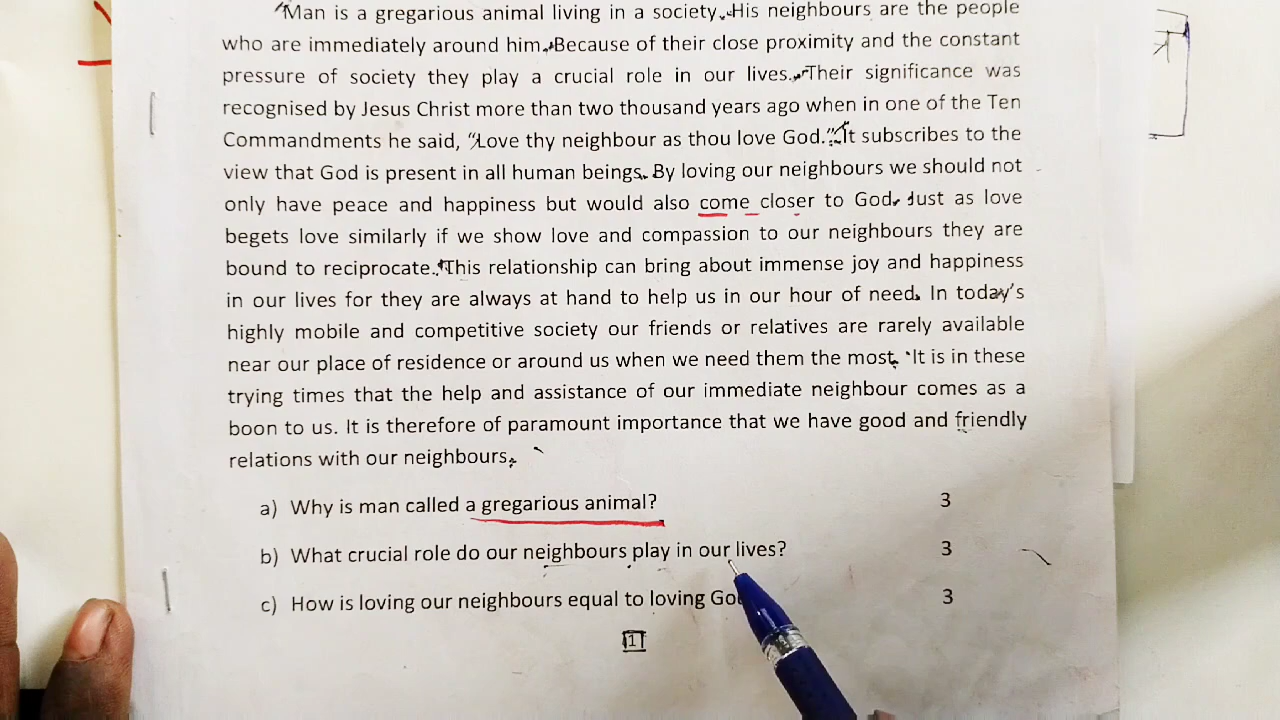 Man is a gregarious animal living in a society. His neighbours are the people
who are immediately around him. Because of their close proximity and the constant
pressure of society they play a crucial role in our lives. Their significance was
recognised by Jesus Christ more than two thousand years ago when in one of the Ten
Commandments he said, “Love thy neighbour as thou love God.” It subscribes to the
view that God is present in all human beings. By loving our neighbours we should not
only have peace and happiness but would also come closer to God. Just as love
begets love similarly if we show love and compassion to our neighbours they are
bound to reciprocate. This relationship can bring about immense joy and happiness
in our lives for they are always at hand to help us in our hour of need. In today's
highly mobile and competitive society our friends or relatives are rarely available
near our place of residence or around us when we need them the most. It is in these
trying times that the help and assistance of our immediate neighbour comes as a
boon to us. It is therefore of paramount importance that we have good and friendly
relations with our neighbours.
a) Why is man called a gregarious animal? 3
b) What crucial role do our neighbours play in our lives? 3
c) How is loving our neighbours equal to loving 3
1